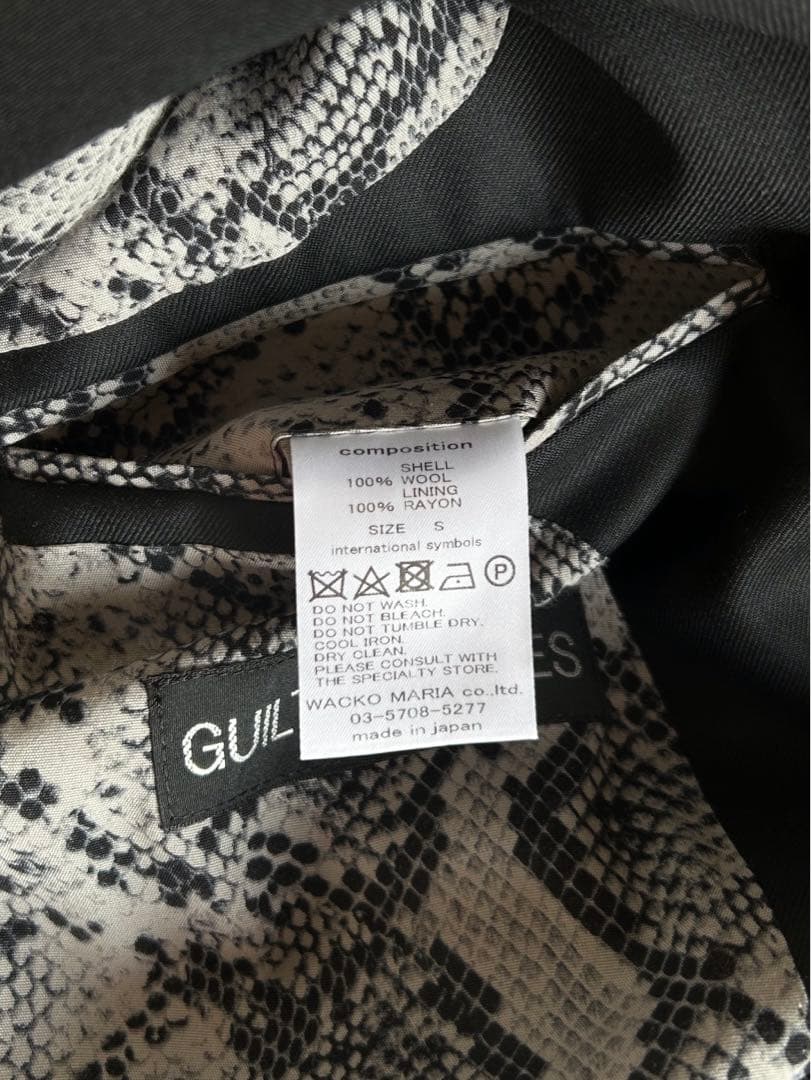 composition
SHELL
100% WOOL
LINING
100% RAYON
SIZE S
international symbols
P
DO NOT WASH.
DO NOT BLEACH.
DO NOT TUMBLE DRY.
COOL IRON.
DRY CLEAN.
PLEASE CONSULT WITH
THE SPECIALTY STORE.
WACKO MARIA co.,ltd.
03-5708-5277
made in japan